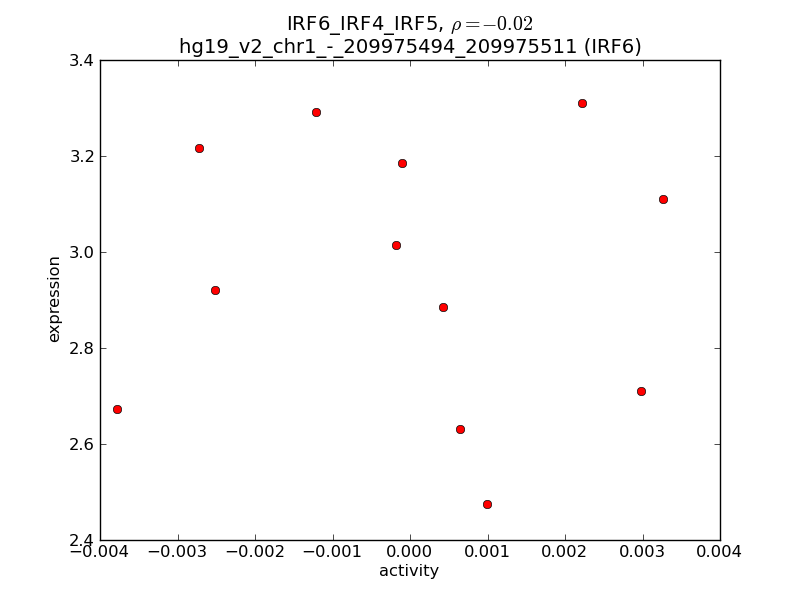 IRF6_IRF4_IRF5, ρ = −0.02
hg19_v2_chr1_-_209975494_209975511 (IRF6)
3.4
3.2
3.0
2.8
2.6
2.4
expression
−0.004 −0.003 −0.002 −0.001 0.000 0.001 0.002 0.003 0.004
activity